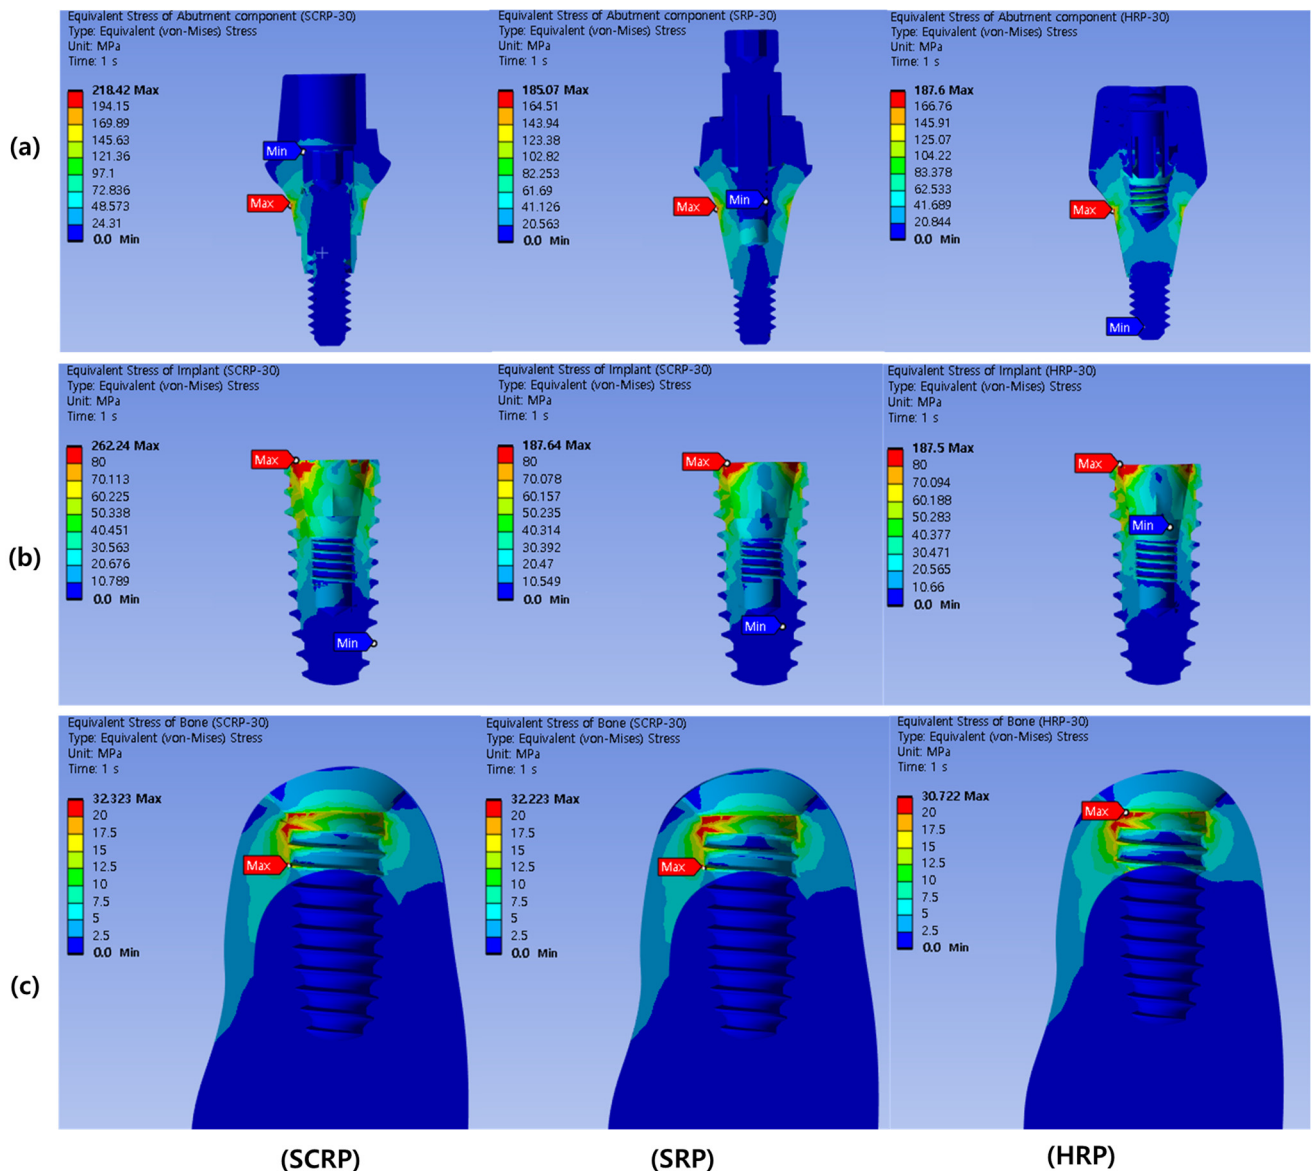 Equivalent Stress of Abutment component (SCRP-30)
Type: Equivalent (von-Mises) Stress
Unit: MPa
Time: 1 s
218.42 Max
194.15
169.89
145.63
121.36
97.1
72.836
48.573
24.31
0.0 Min
Min
Max
Equivalent Stress of Abutment component (SRP-30)
Type: Equivalent (von-Mises) Stress
Unit: MPa
Time: 1 s
185.07 Max
164.51
143.94
123.38
102.82
82.253
61.69
41.126
20.563
0.0 Min
Min
Max
Equivalent Stress of Abutment component (HRP-30)
Type: Equivalent (von-Mises) Stress
Unit: MPa
Time: 1 s
187.6 Max
166.76
145.91
125.07
104.22
83.378
62.533
41.689
20.844
0.0 Min
Max
Min
(a)
Equivalent Stress of Implant (SCRP-30)
Type: Equivalent (von-Mises) Stress
Unit: MPa
Time: 1 s
262.24 Max
80
70.113
60.225
50.338
40.451
30.563
20.676
10.789
0.0 Min
Max
Min
Equivalent Stress of Implant (SCRP-30)
Type: Equivalent (von-Mises) Stress
Unit: MPa
Time: 1 s
187.64 Max
80
70.078
60.157
50.235
40.314
30.392
20.47
10.549
0.0 Min
Max
Min
Equivalent Stress of Implant (HRP-30)
Type: Equivalent (von-Mises) Stress
Unit: MPa
Time: 1 s
187.5 Max
80
70.094
60.188
50.283
40.377
30.471
20.565
10.66
0.0 Min
Max
Min
(b)
Equivalent Stress of Bone (SCRP-30)
Type: Equivalent (von-Mises) Stress
Unit: MPa
Time: 1 s
32.323 Max
20
17.5
15
12.5
10
7.5
5
2.5
0.0 Min
Max
Equivalent Stress of Bone (SCRP-30)
Type: Equivalent (von-Mises) Stress
Unit: MPa
Time: 1 s
32.223 Max
20
17.5
15
12.5
10
7.5
5
2.5
0.0 Min
Max
Equivalent Stress of Bone (HRP-30)
Type: Equivalent (von-Mises) Stress
Unit: MPa
Time: 1 s
30.722 Max
20
17.5
15
12.5
10
7.5
5
2.5
0.0 Min
Max
(c)
(SCRP)
(SRP)
(HRP)